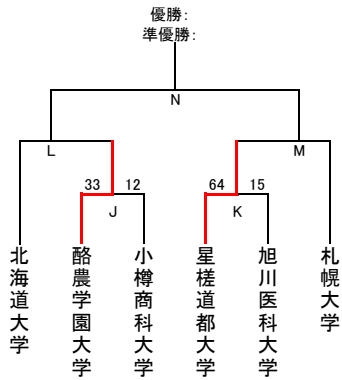 優勝:
準優勝:
N
L
M
33 12
64 15
J
K
北海道大学
酪農学園大学
小樽商科大学
星槎道都大学
旭川医科大学
札幌大学